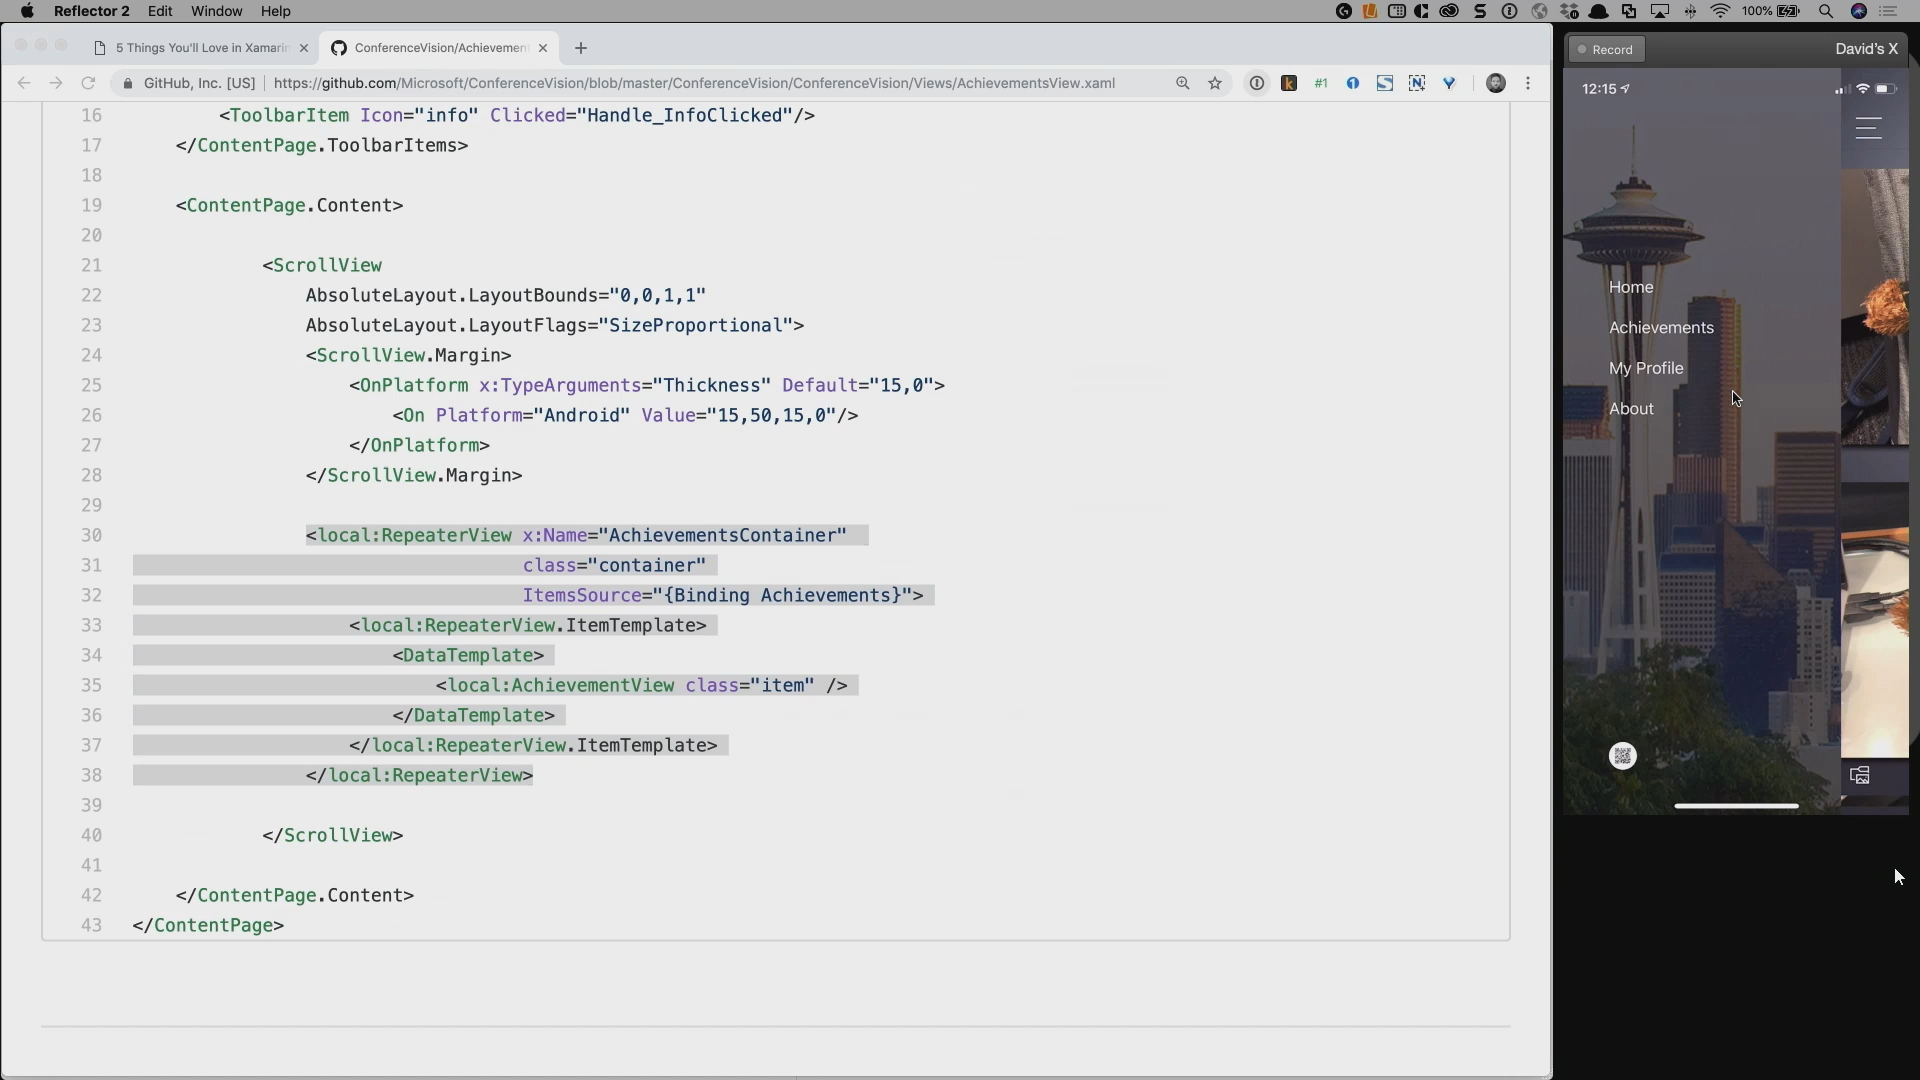 Reflector 2 Edit Window Help
100%
5 Things You'll Love in Xamarin
ConferenceVision/Achievement
GitHub, Inc. [US] https://github.com/Microsoft/ConferenceVision/blob/master/ConferenceVision/ConferenceVision/Views/AchievementsView.xaml
#1
16 <ToolbarItem Icon="info" Clicked="Handle_InfoClicked"/>
17 </ContentPage.ToolbarItems>
18
19 <ContentPage.Content>
20
21 <ScrollView
22 AbsoluteLayout.LayoutBounds="0,0,1,1"
23 AbsoluteLayout.LayoutFlags="SizeProportional">
24 <ScrollView.Margin>
25 <OnPlatform x:TypeArguments="Thickness" Default="15,0">
26 <On Platform="Android" Value="15,50,15,0"/>
27 </OnPlatform>
28 </ScrollView.Margin>
29
30 <local:RepeaterView x:Name="AchievementsContainer"
31 class="container"
32 ItemsSource="{Binding Achievements}">
33 <local:RepeaterView.ItemTemplate>
34 <DataTemplate>
35 <local:AchievementView class="item" />
36 </DataTemplate>
37 </local:RepeaterView.ItemTemplate>
38 </local:RepeaterView>
39
40 </ScrollView>
41
42 </ContentPage.Content>
43 </ContentPage>
Record
David's X
12:15
Home
Achievements
My Profile
About